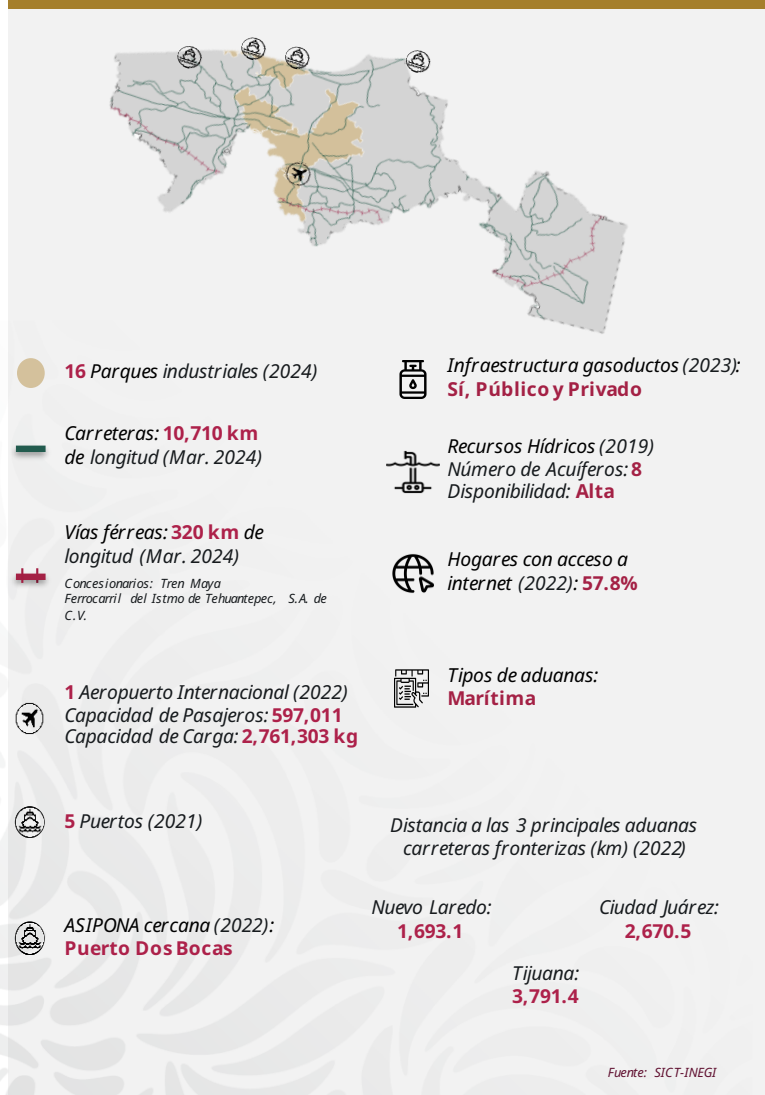 16 Parques industriales (2024)
Carreteras: 10,710 km
de longitud (Mar. 2024)
Vías férreas: 320 km de
longitud (Mar. 2024)
Concesionarios: Tren Maya
Ferrocarril del Istmo de Tehuantepec, S.A. de
C.V.
1 Aeropuerto Internacional (2022)
Capacidad de Pasajeros: 597,011
Capacidad de Carga: 2,761,303 kg
5 Puertos (2021)
ASIPONA cercana (2022):
Puerto Dos Bocas
Infraestructura gasoductos (2023):
Sí, Público y Privado
Recursos Hídricos (2019)
Número de Acuíferos: 8
Disponibilidad: Alta
Hogares con acceso a
internet (2022): 57.8%
Tipos de aduanas:
Marítima
Distancia a las 3 principales aduanas
carreteras fronterizas (km) (2022)
Nuevo Laredo:
1,693.1
Ciudad Juárez:
2,670.5
Tijuana:
3,791.4
Fuente: SICT-INEGI